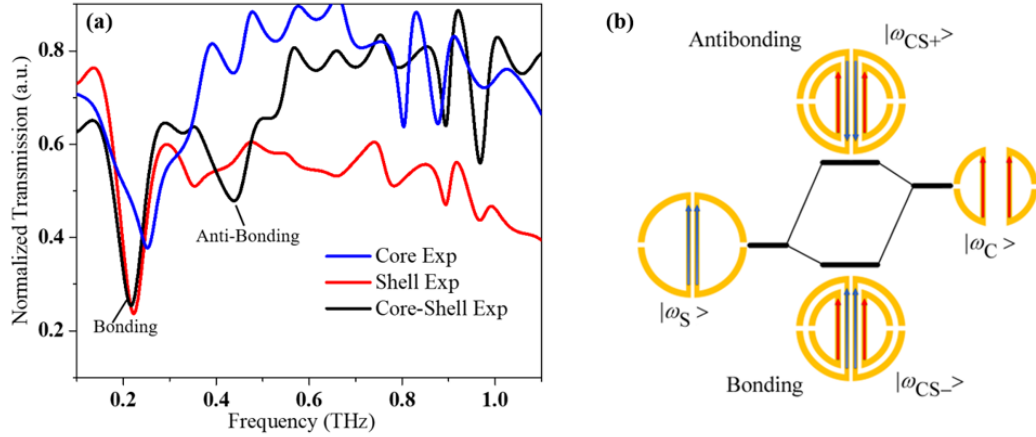 (a)
Normalized Transmission (a.u.)
0.8
0.6
0.4
0.2
Bonding
Anti-Bonding
Core Exp
Shell Exp
Core-Shell Exp
0.2 0.4 0.6 0.8 1.0
Frequency (THz)
(b)
Antibonding
|ωCS+>
|ωS>
|ωC>
Bonding
|ωCS−>